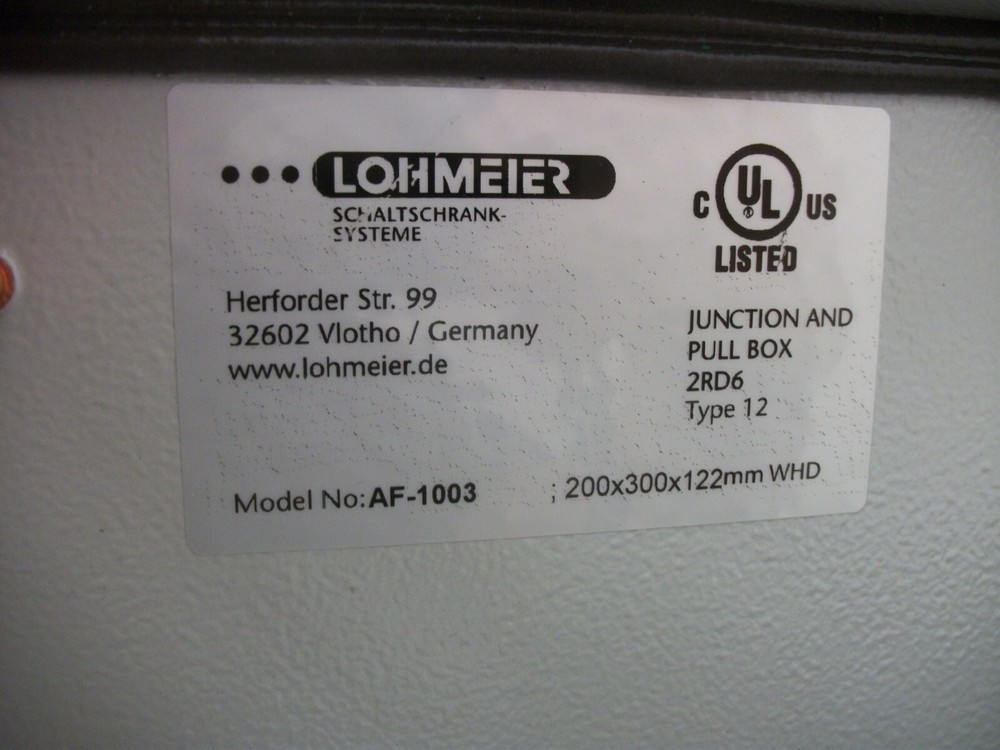 LOHMEIER
SCHALTSCHRANK-
SYSTEME
Herforder Str. 99
32602 Vlotho / Germany
www.lohmeier.de
C UL US
®
LISTED
JUNCTION AND
PULL BOX
2RD6
Type 12
Model No: AF-1003 ; 200x300x122mm WHD